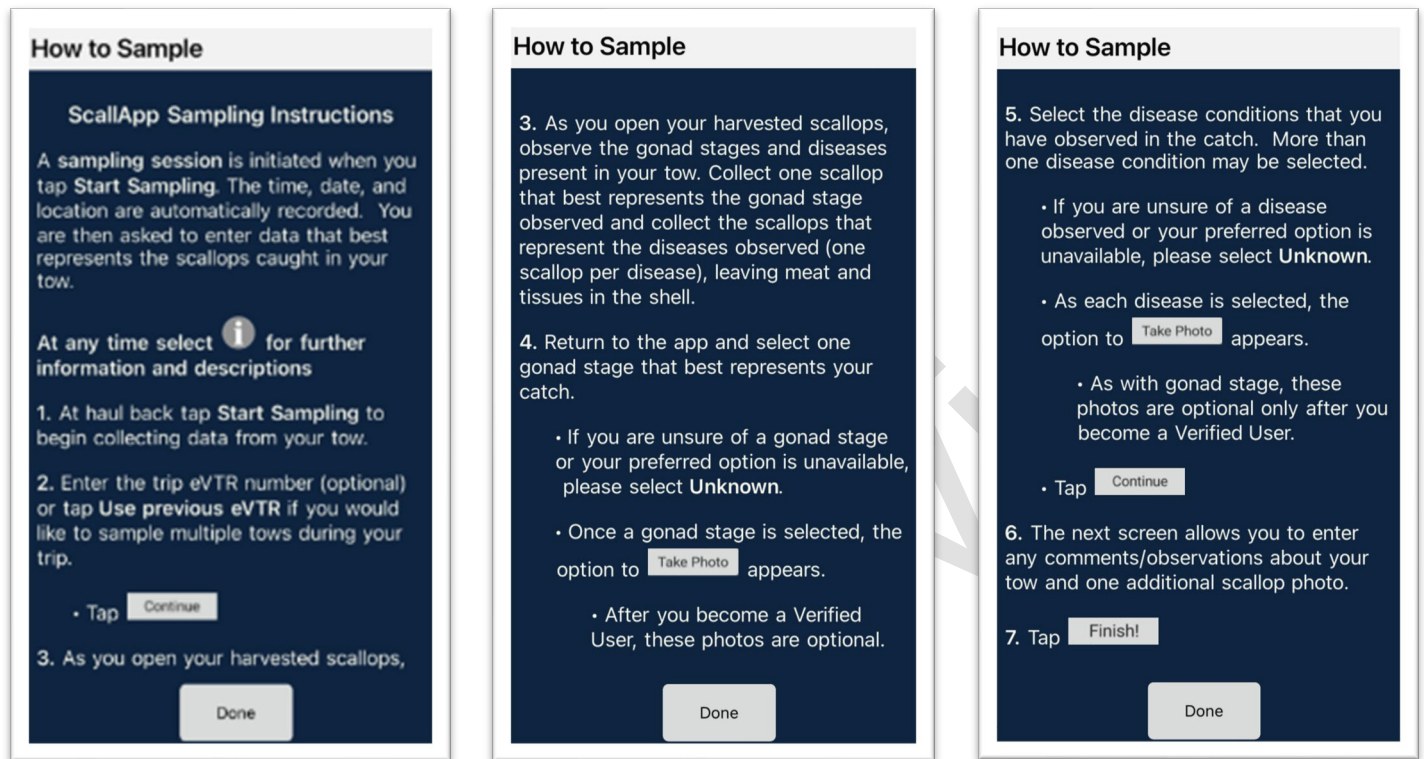 How to Sample
ScallApp Sampling Instructions
A sampling session is initiated when you
tap Start Sampling. The time, date, and
location are automatically recorded. You
are then asked to enter data that best
represents the scallops caught in your
tow.
At any time select i for further
information and descriptions
1. At haul back tap Start Sampling to
begin collecting data from your tow.
2. Enter the trip eVTR number (optional)
or tap Use previous eVTR if you would
like to sample multiple tows during your
trip.
• Tap Continue
3. As you open your harvested scallops,
Done
How to Sample
3. As you open your harvested scallops,
observe the gonad stages and diseases
present in your tow. Collect one scallop
that best represents the gonad stage
observed and collect the scallops that
represent the diseases observed (one
scallop per disease), leaving meat and
tissues in the shell.
4. Return to the app and select one
gonad stage that best represents your
catch.
• If you are unsure of a gonad stage
or your preferred option is unavailable,
please select Unknown.
• Once a gonad stage is selected, the
option to Take Photo appears.
• After you become a Verified
User, these photos are optional.
Done
How to Sample
5. Select the disease conditions that you
have observed in the catch. More than
one disease condition may be selected.
• If you are unsure of a disease
observed or your preferred option is
unavailable, please select Unknown.
• As each disease is selected, the
option to Take Photo appears.
• As with gonad stage, these
photos are optional only after you
become a Verified User.
• Tap Continue
6. The next screen allows you to enter
any comments/observations about your
tow and one additional scallop photo.
7. Tap Finish!
Done